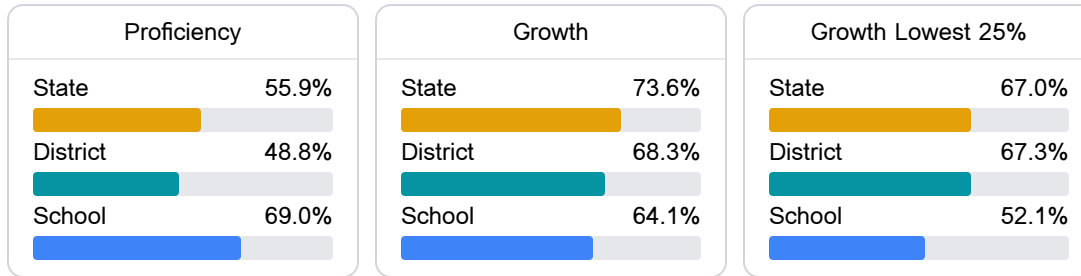 Proficiency
State 55.9%
District 48.8%
School 69.0%
Growth
State 73.6%
District 68.3%
School 64.1%
Growth Lowest 25%
State 67.0%
District 67.3%
School 52.1%